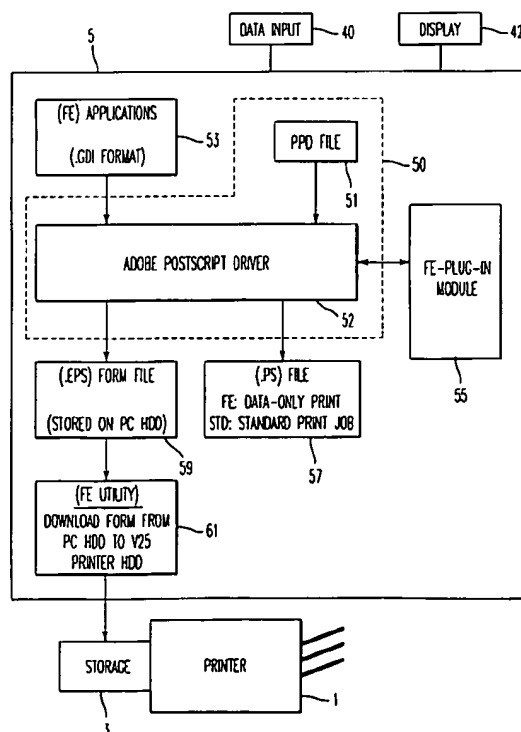 5
DATA INPUT
40
DISPLAY
42
(FE) APPLICATIONS
(.GDI FORMAT)
53
PPD FILE
51
50
ADOBE POSTSCRIPT DRIVER
52
FE-PLUG-IN
MODULE
55
(.EPS) FORM FILE
(STORED ON PC HDD)
59
(.PS) FILE
FE: DATA-ONLY PRINT
STD: STANDARD PRINT JOB
57
(FE UTILITY)
DOWNLOAD FORM FROM
PC HDD TO V25
PRINTER HDD
61
STORAGE
3
PRINTER
1